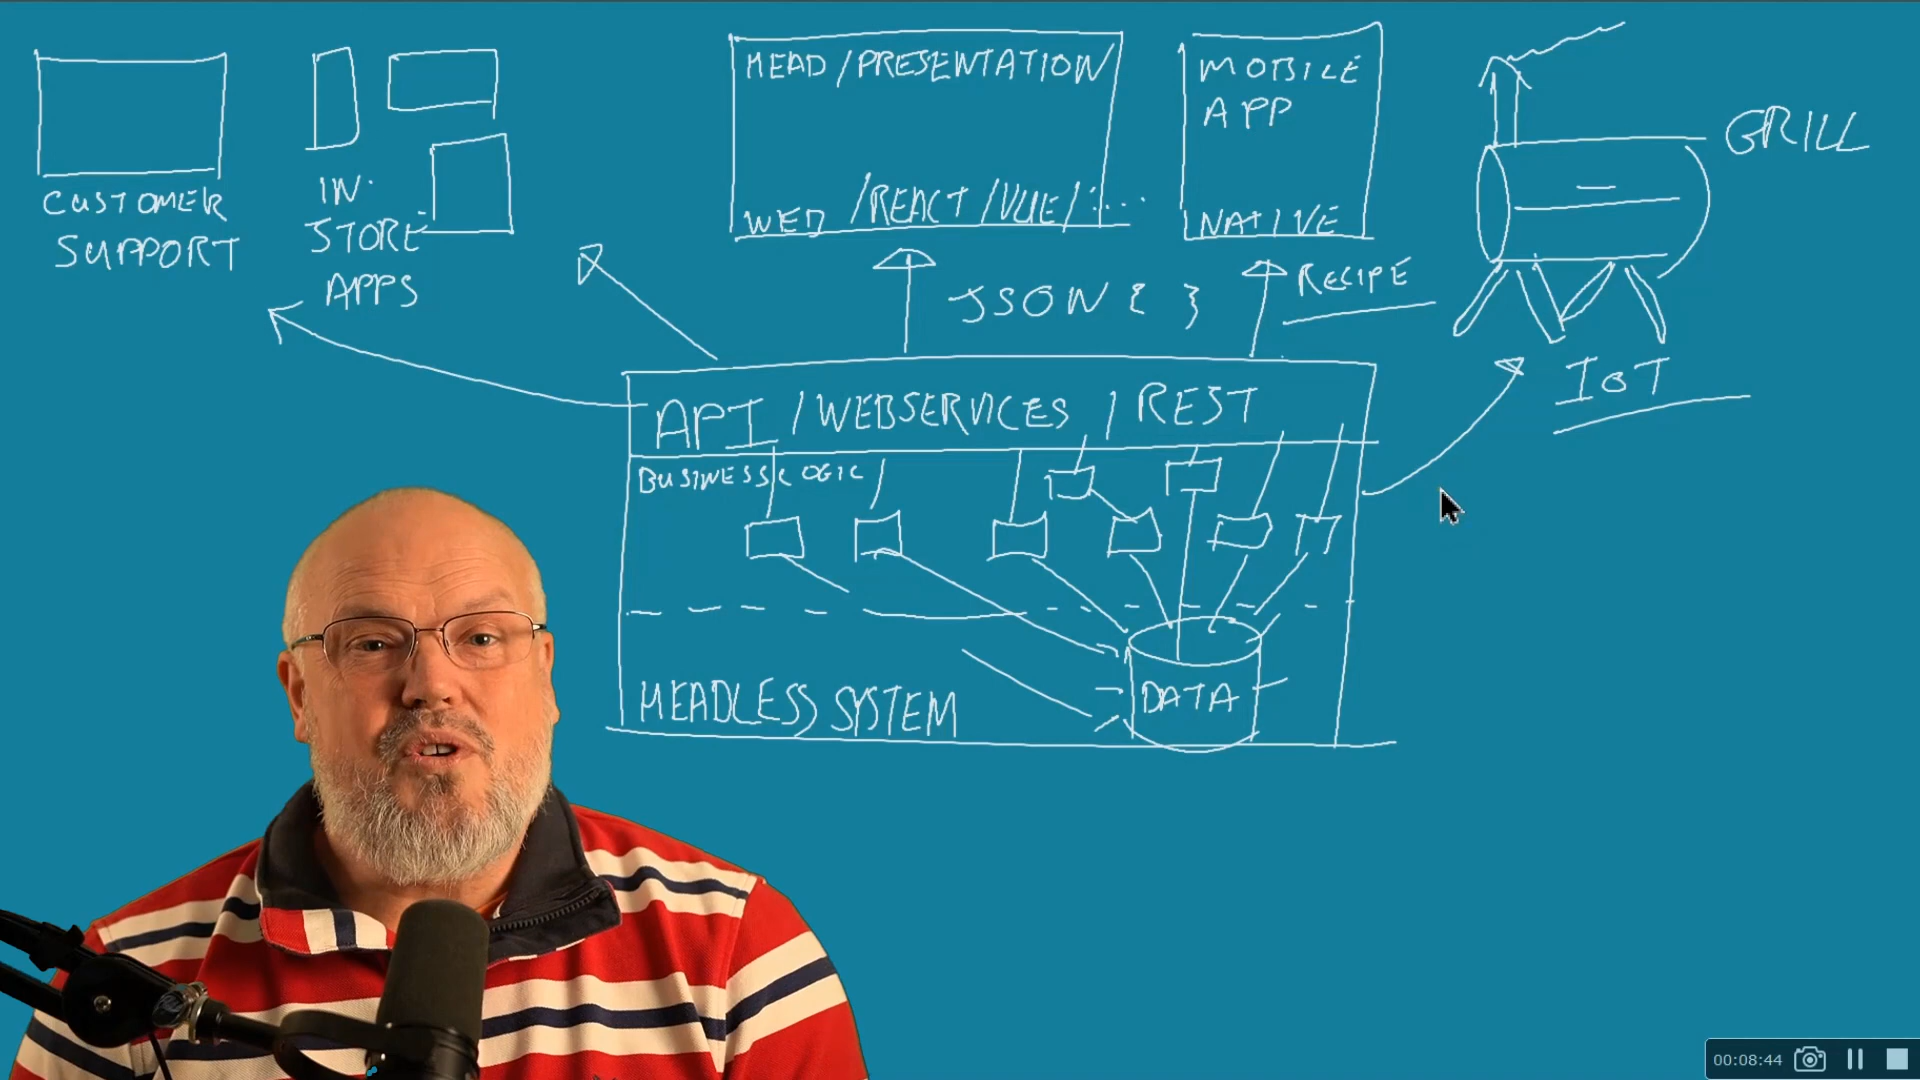 CUSTOMER
SUPPORT
IN
STORE
APPS
HEAD/PRESENTATION
WEB /REACT/VUE/....
MOBILE
APP
NATIVE
GRILL
JSON { }
RECIPE
IOT
API/WEBSERVICES/REST
BUSINESS LOGIC
HEADLESS SYSTEM
DATA
00:08:44